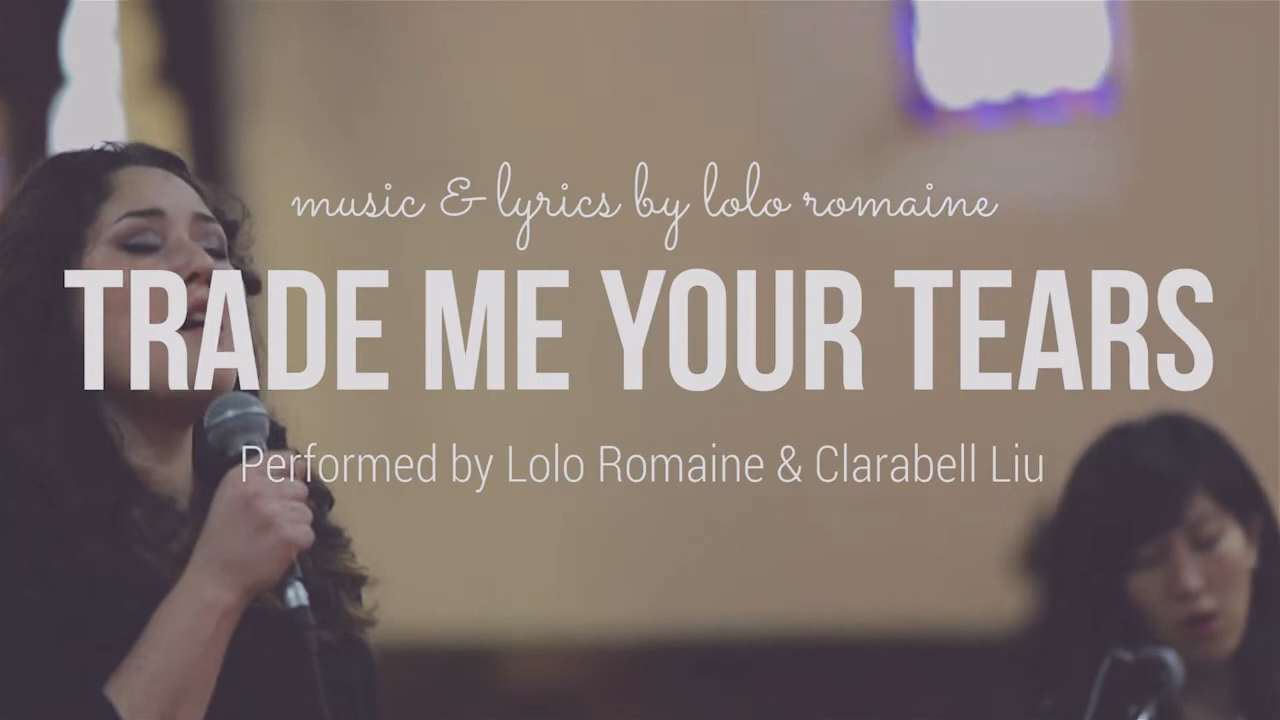 music & lyrics by lolo romaine
TRADE ME YOUR TEARS
Performed by Lolo Romaine & Clarabell Liu